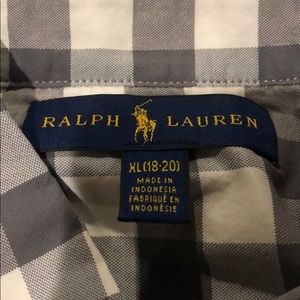 RALPH LAUREN
XL(18-20)
MADE IN
INDONESIA
FABRIQUÉ EN
INDONÉSIE